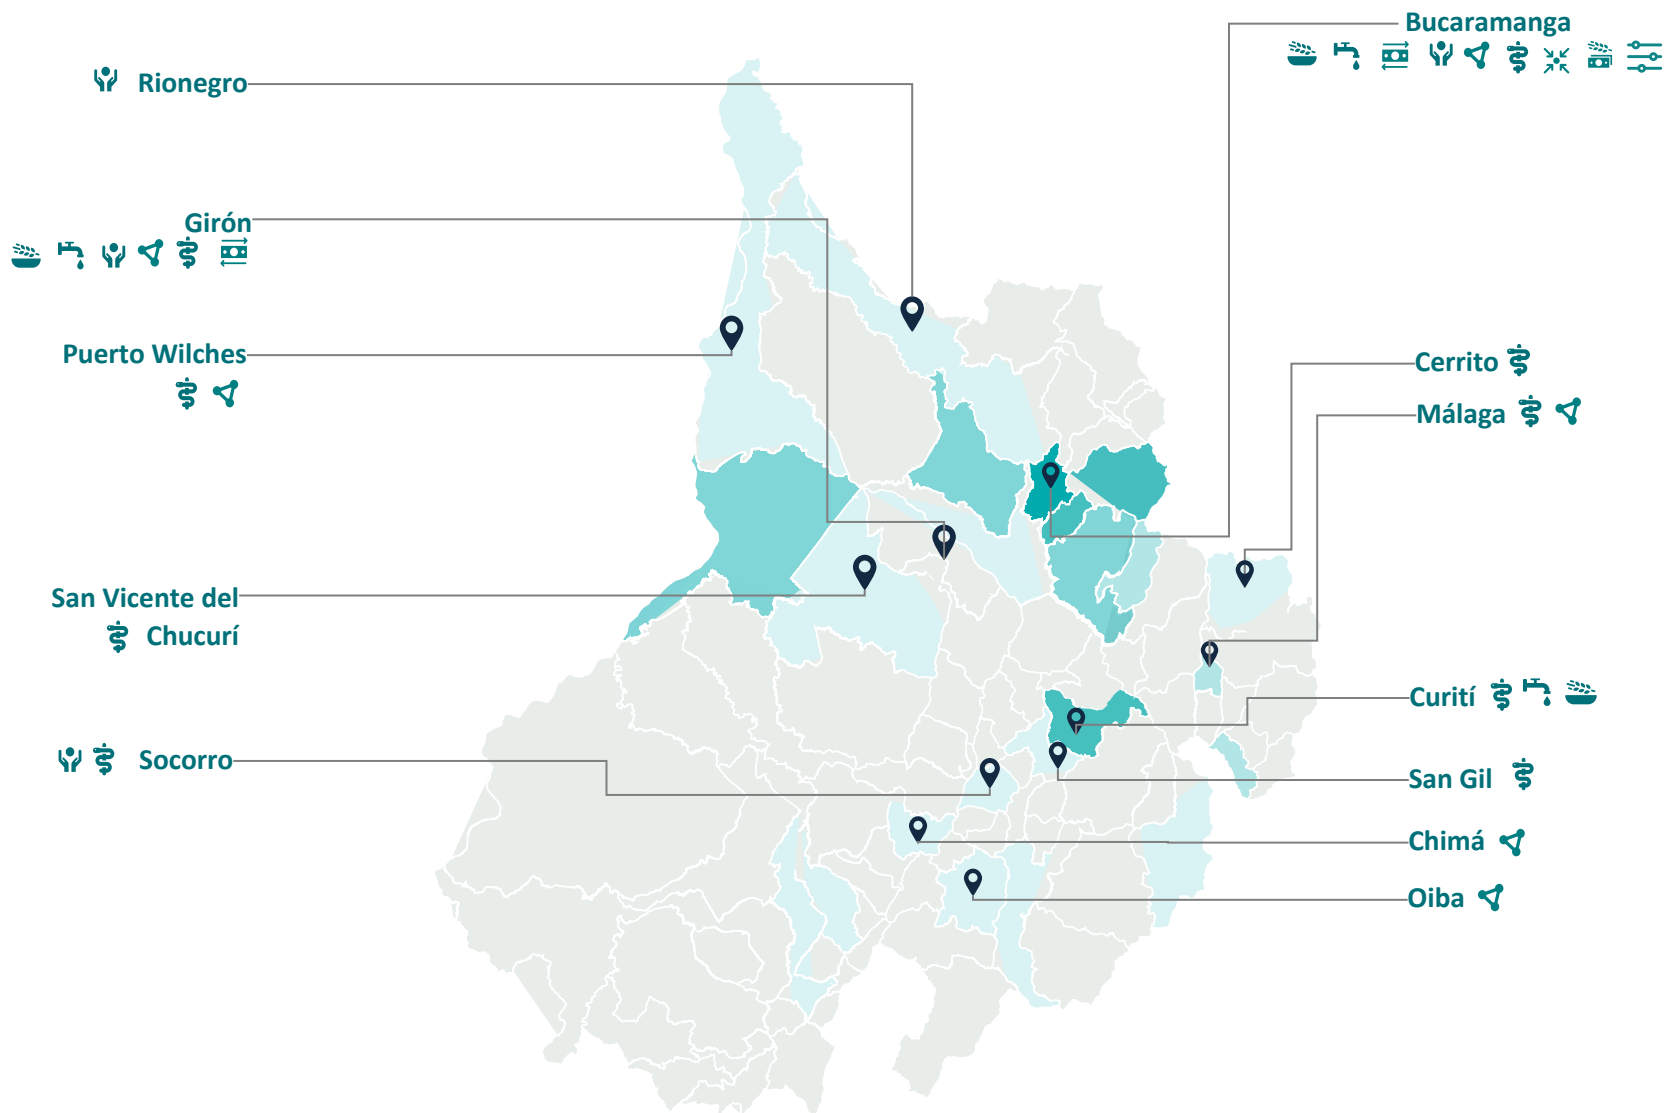 Bucaramanga
Rionegro
Girón
Puerto Wilches
Cerrito
Málaga
San Vicente del
Chucurí
Curití
Socorro
San Gil
Chimá
Oiba